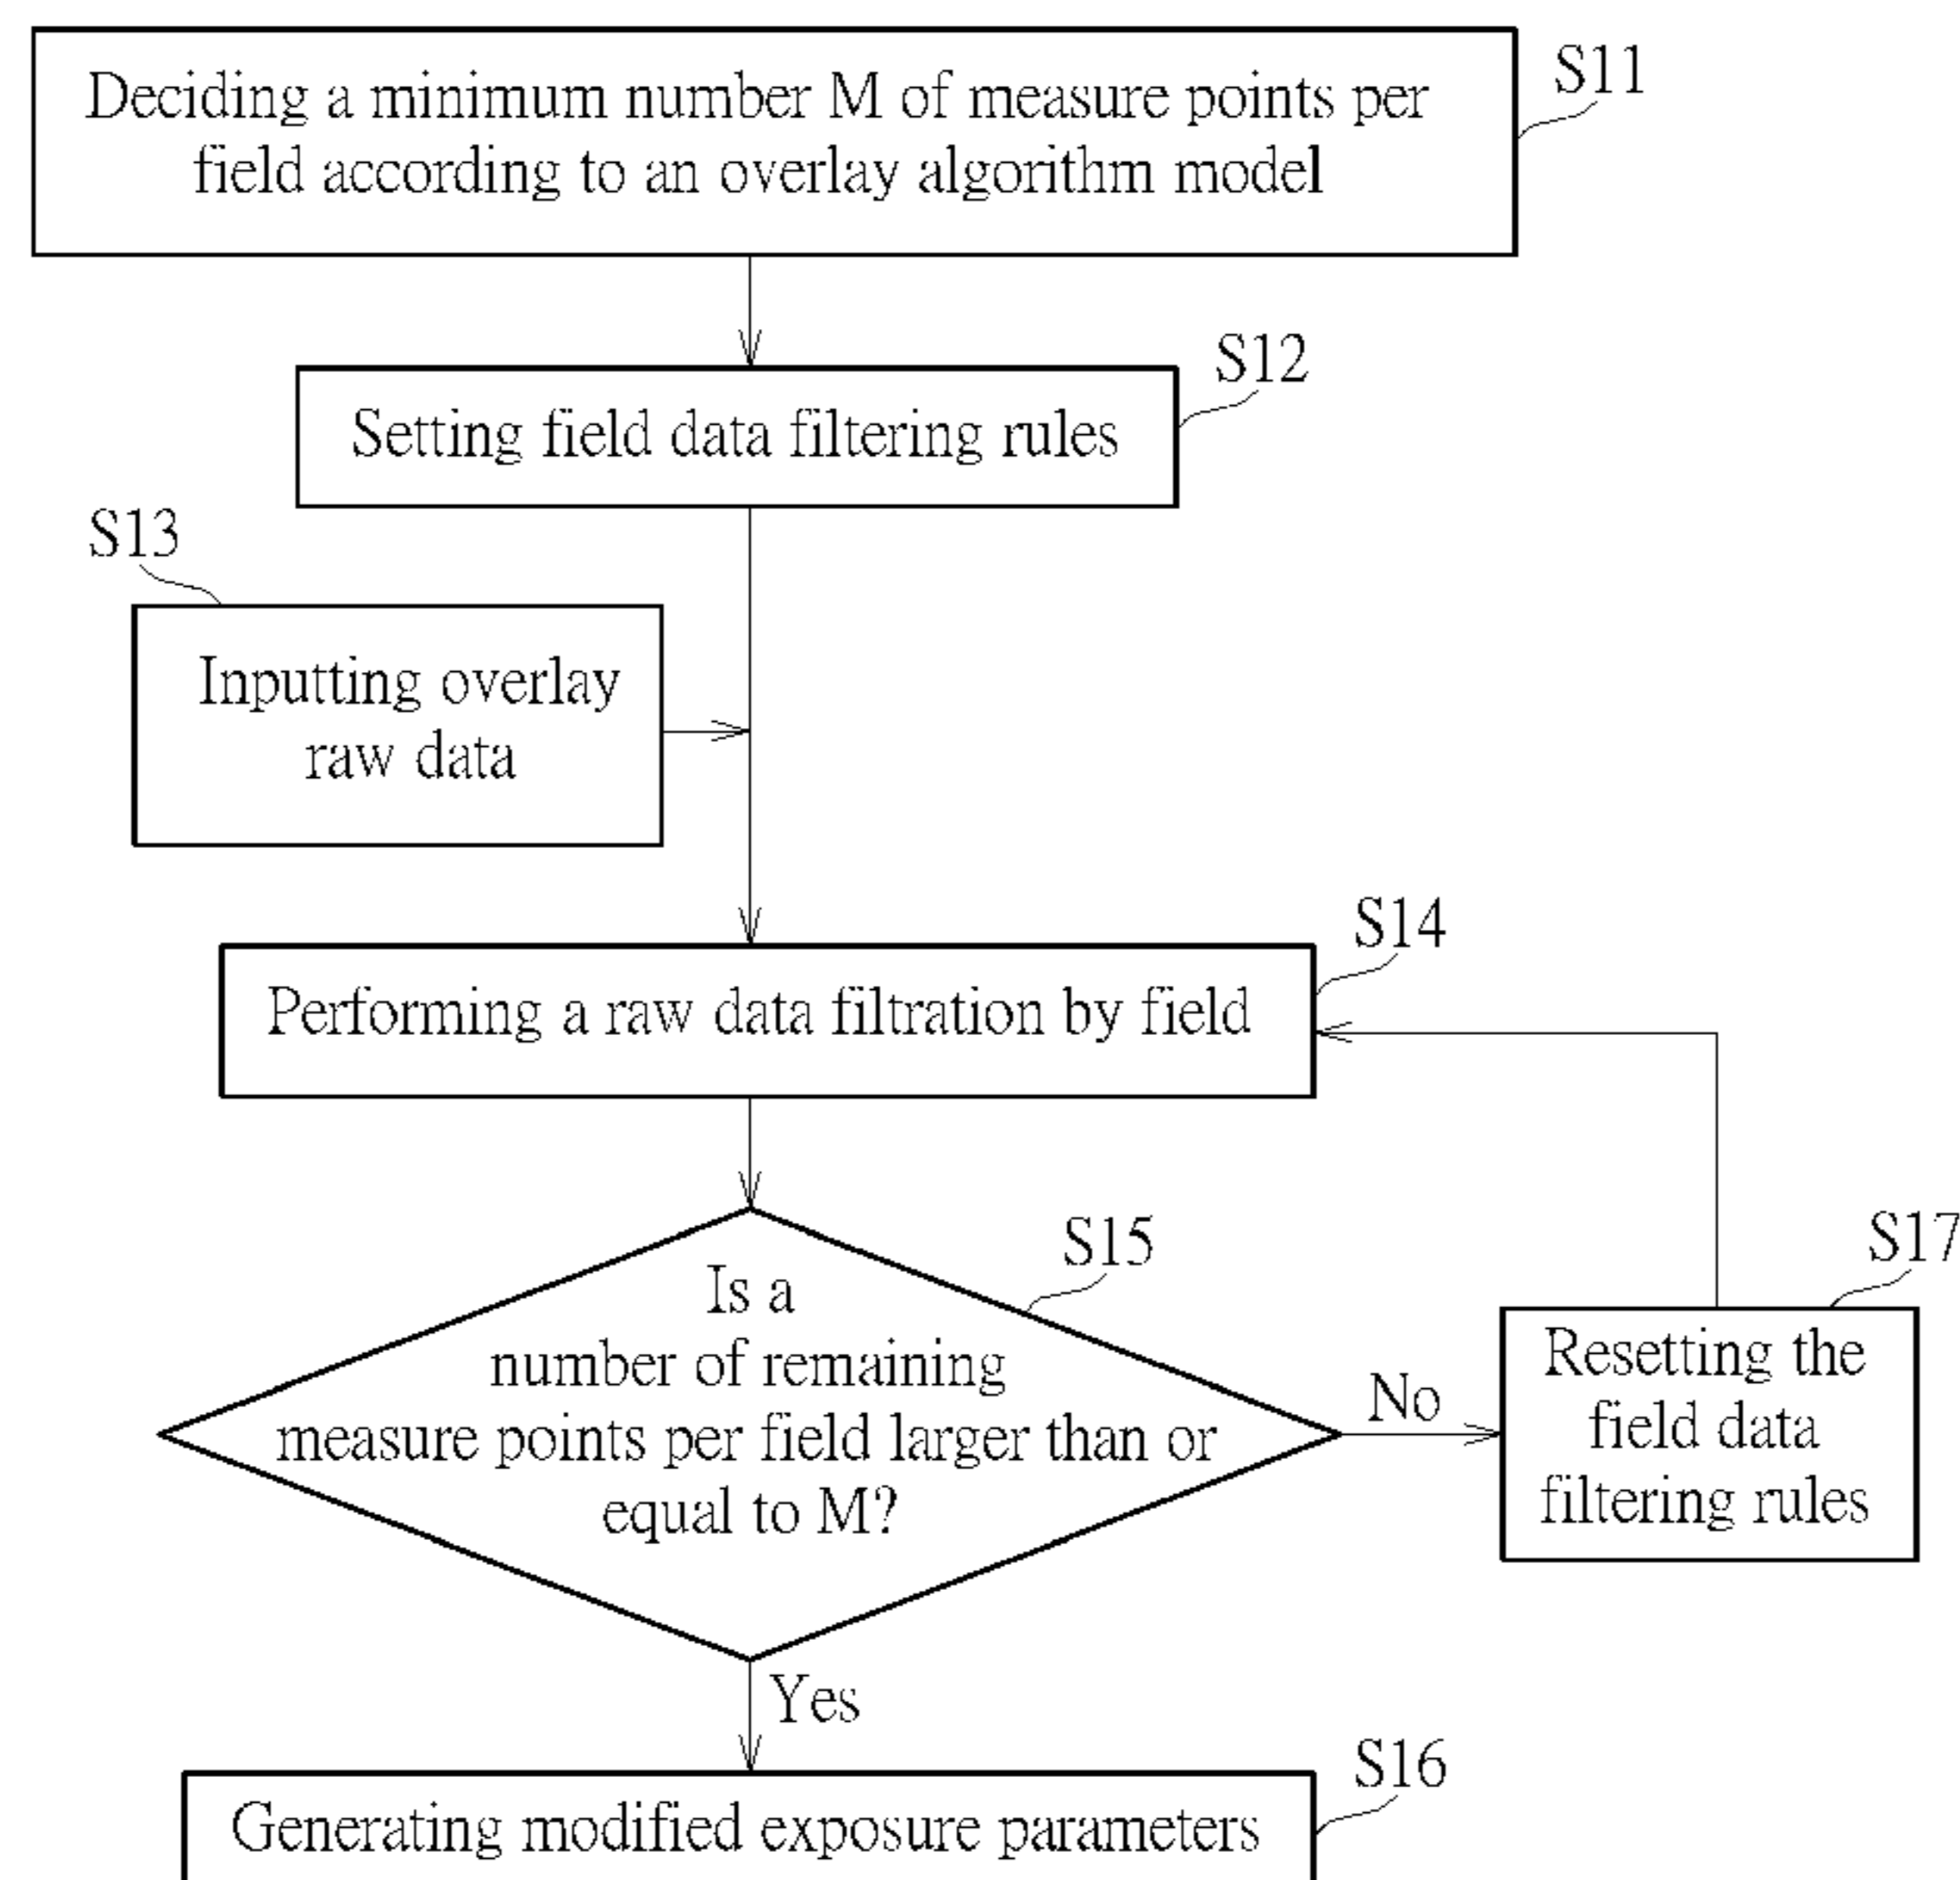 Deciding a minimum number M of measure points per
field according to an overlay algorithm model
S11
Setting field data filtering rules
S12
S13
Inputting overlay
raw data
Performing a raw data filtration by field
S14
Is a
number of remaining
measure points per field larger than or
equal to M?
S15
No
Resetting the
field data
filtering rules
S17
Yes
Generating modified exposure parameters
S16